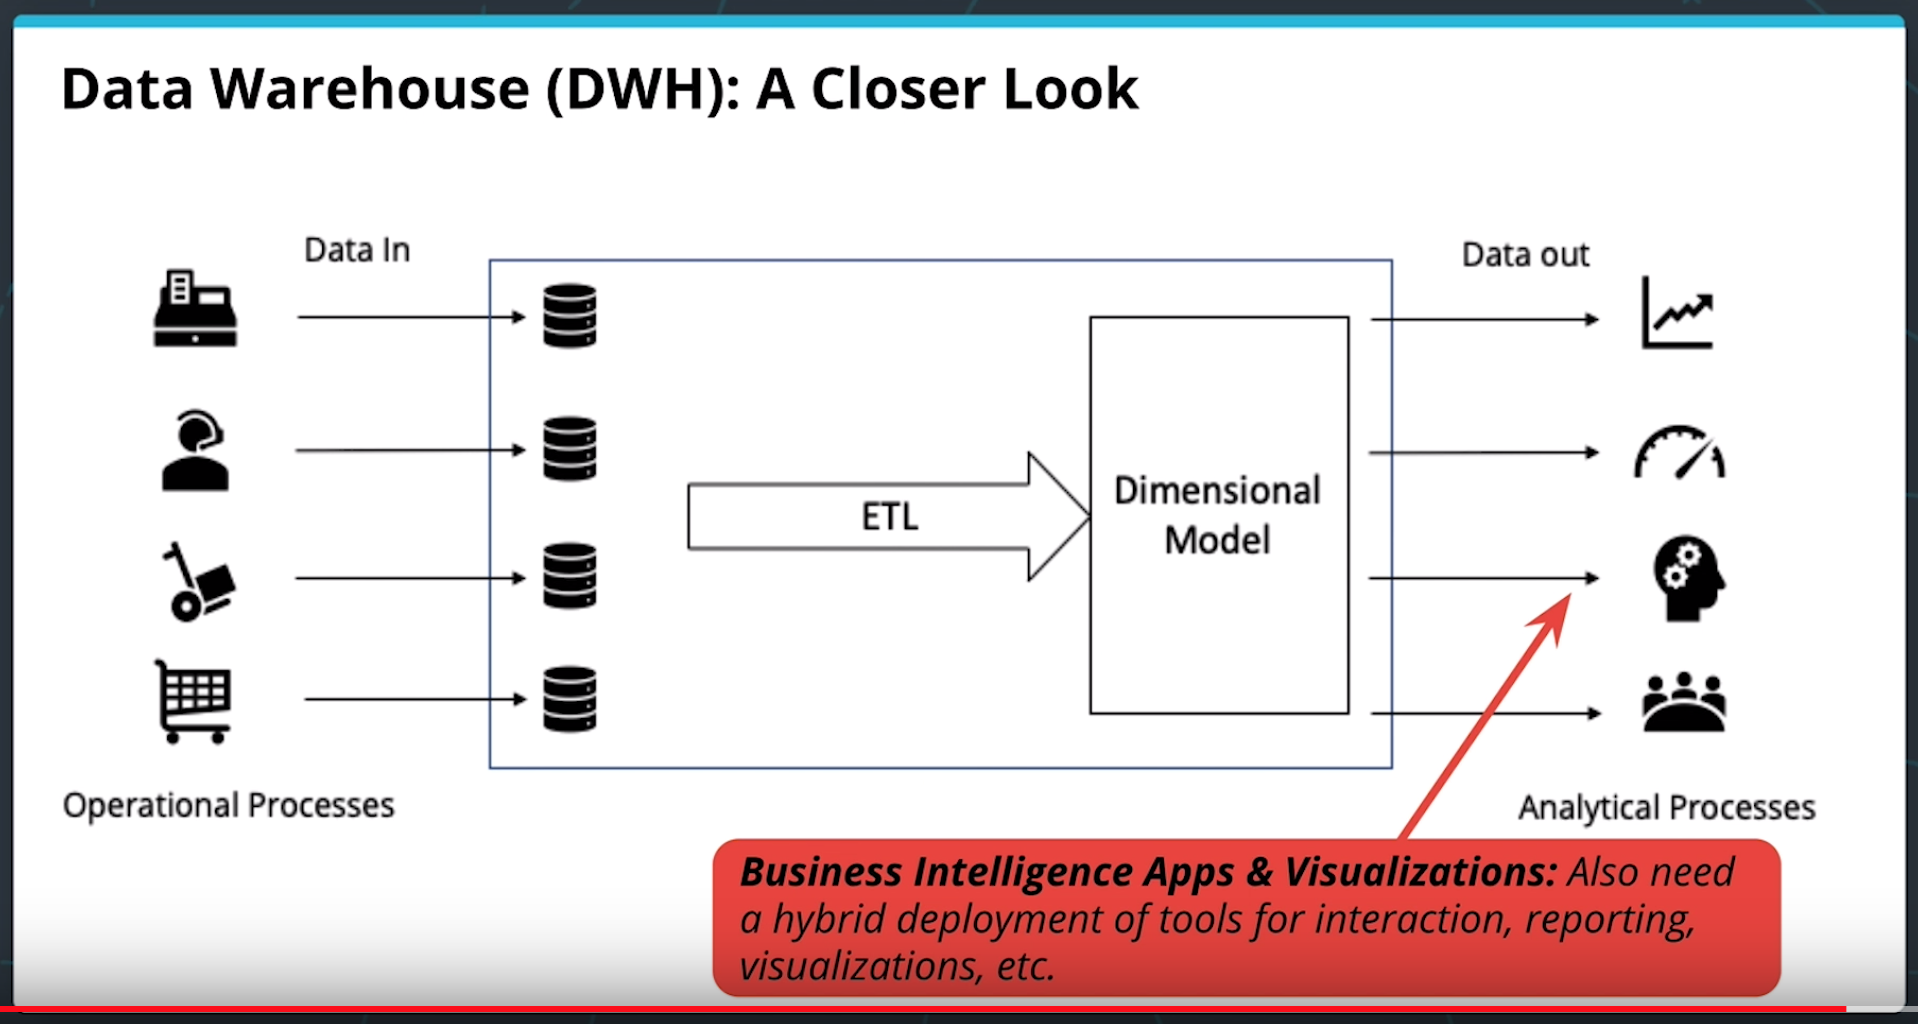 Data Warehouse (DWH): A Closer Look
Data In
Data out
ETL
Dimensional
Model
Operational Processes
Analytical Processes
Business Intelligence Apps & Visualizations: Also need
a hybrid deployment of tools for interaction, reporting,
visualizations, etc.